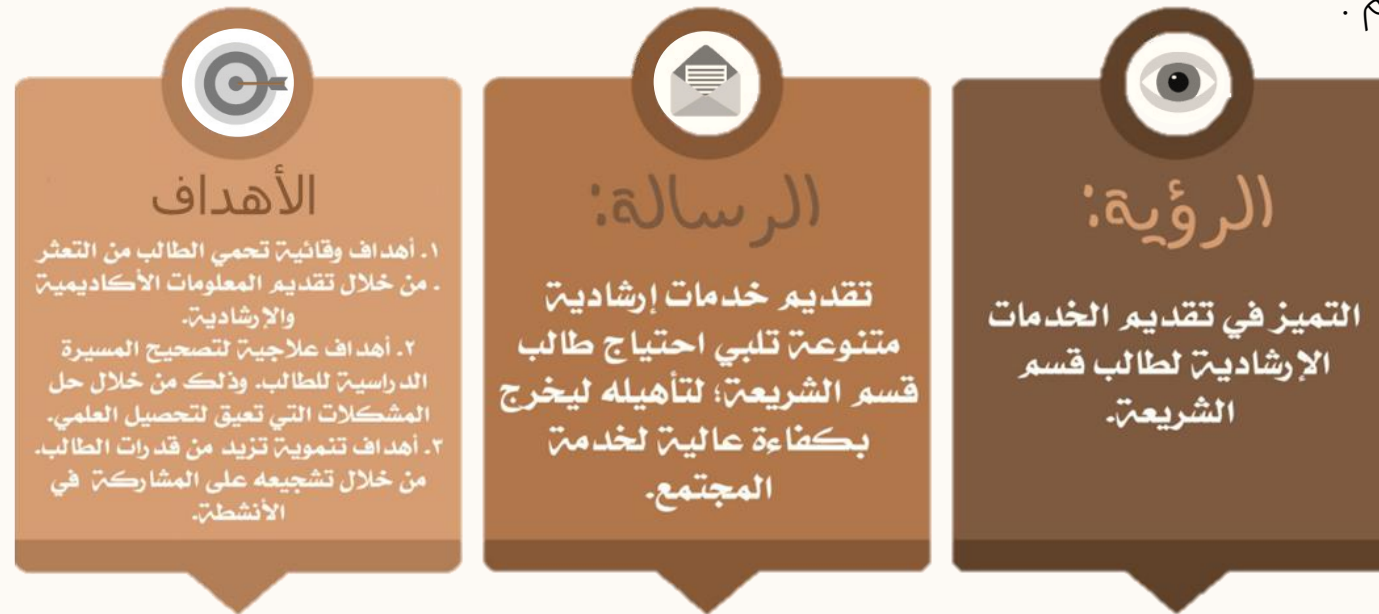 الرؤية:
التميز في تقديم الخدمات
الإرشادية لطالب قسم
الشريعة.
الرسالة:
تقديم خدمات إرشادية
متنوعة تلبي احتياج طالب
قسم الشريعة؛ لتأهيله ليخرج
بكفاءة عالية لخدمة
المجتمع.
الأهداف
١. أهداف وقائية تحمي الطالب من التعثر
. من خلال تقديم المعلومات الأكاديمية
والإرشادية.
٢. أهداف علاجية لتصحيح المسيرة
الدراسية للطالب. وذلك من خلال حل
المشكلات التي تعيق لتحصيل العلمي.
٣. أهداف تنموية تزيد من قدرات الطالب.
من خلال تشجيعه على المشاركة في
الأنشطة.